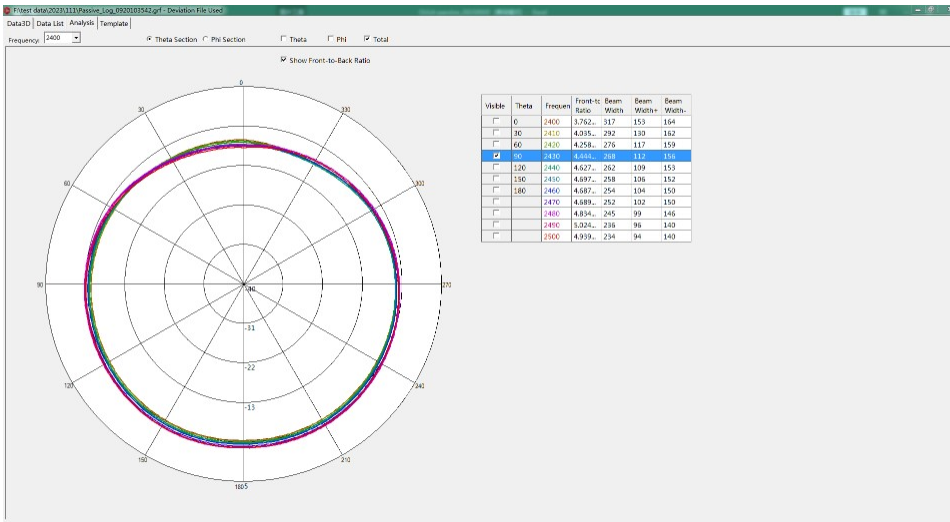 F:\test data\2023\111\Passive_Log_0920103542.grf - Deviation File Used
Data3D Data List Analysis Template
Frequency: 2400 Theta Section Phi Section Theta Phi Total
Show Front-to-Back Ratio
0
30 330
60 300
90 270
120 240
150 210
1805
-40
-31
-22
-13
Visible Theta Frequen Front-to Ratio Beam Width Beam Width+ Beam Width-
0 2400 3.762... 317 153 164
30 2410 4.035... 292 130 162
60 2420 4.258... 276 117 159
90 2430 4.444... 268 112 156
120 2440 4.627... 262 109 153
150 2450 4.697... 258 106 152
180 2460 4.687... 254 104 150
2470 4.689... 252 102 150
2480 4.834... 245 99 146
2490 5.024... 236 96 140
2500 4.939... 234 94 140